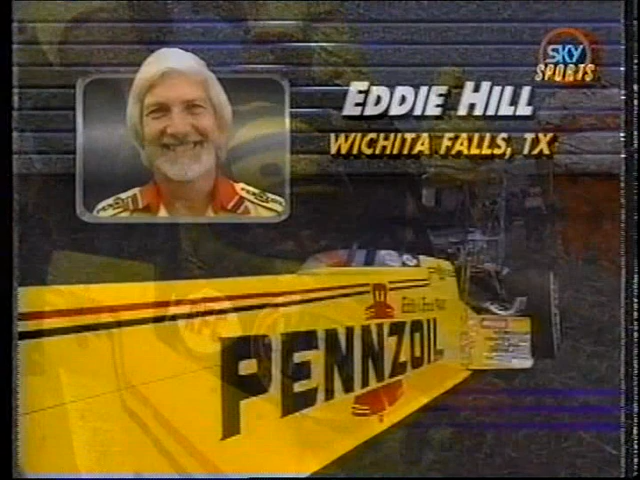 SKY
SPORTS
EDDIE HILL
WICHITA FALLS, TX
PENNZOIL